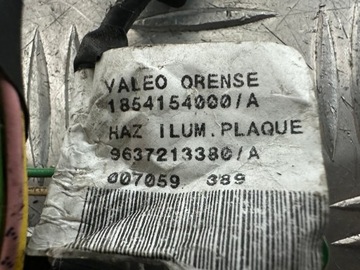 VALEO ORENSE
1854154000/A
HAZ ILUM.PLAQUE
9637213380/A
007059 389